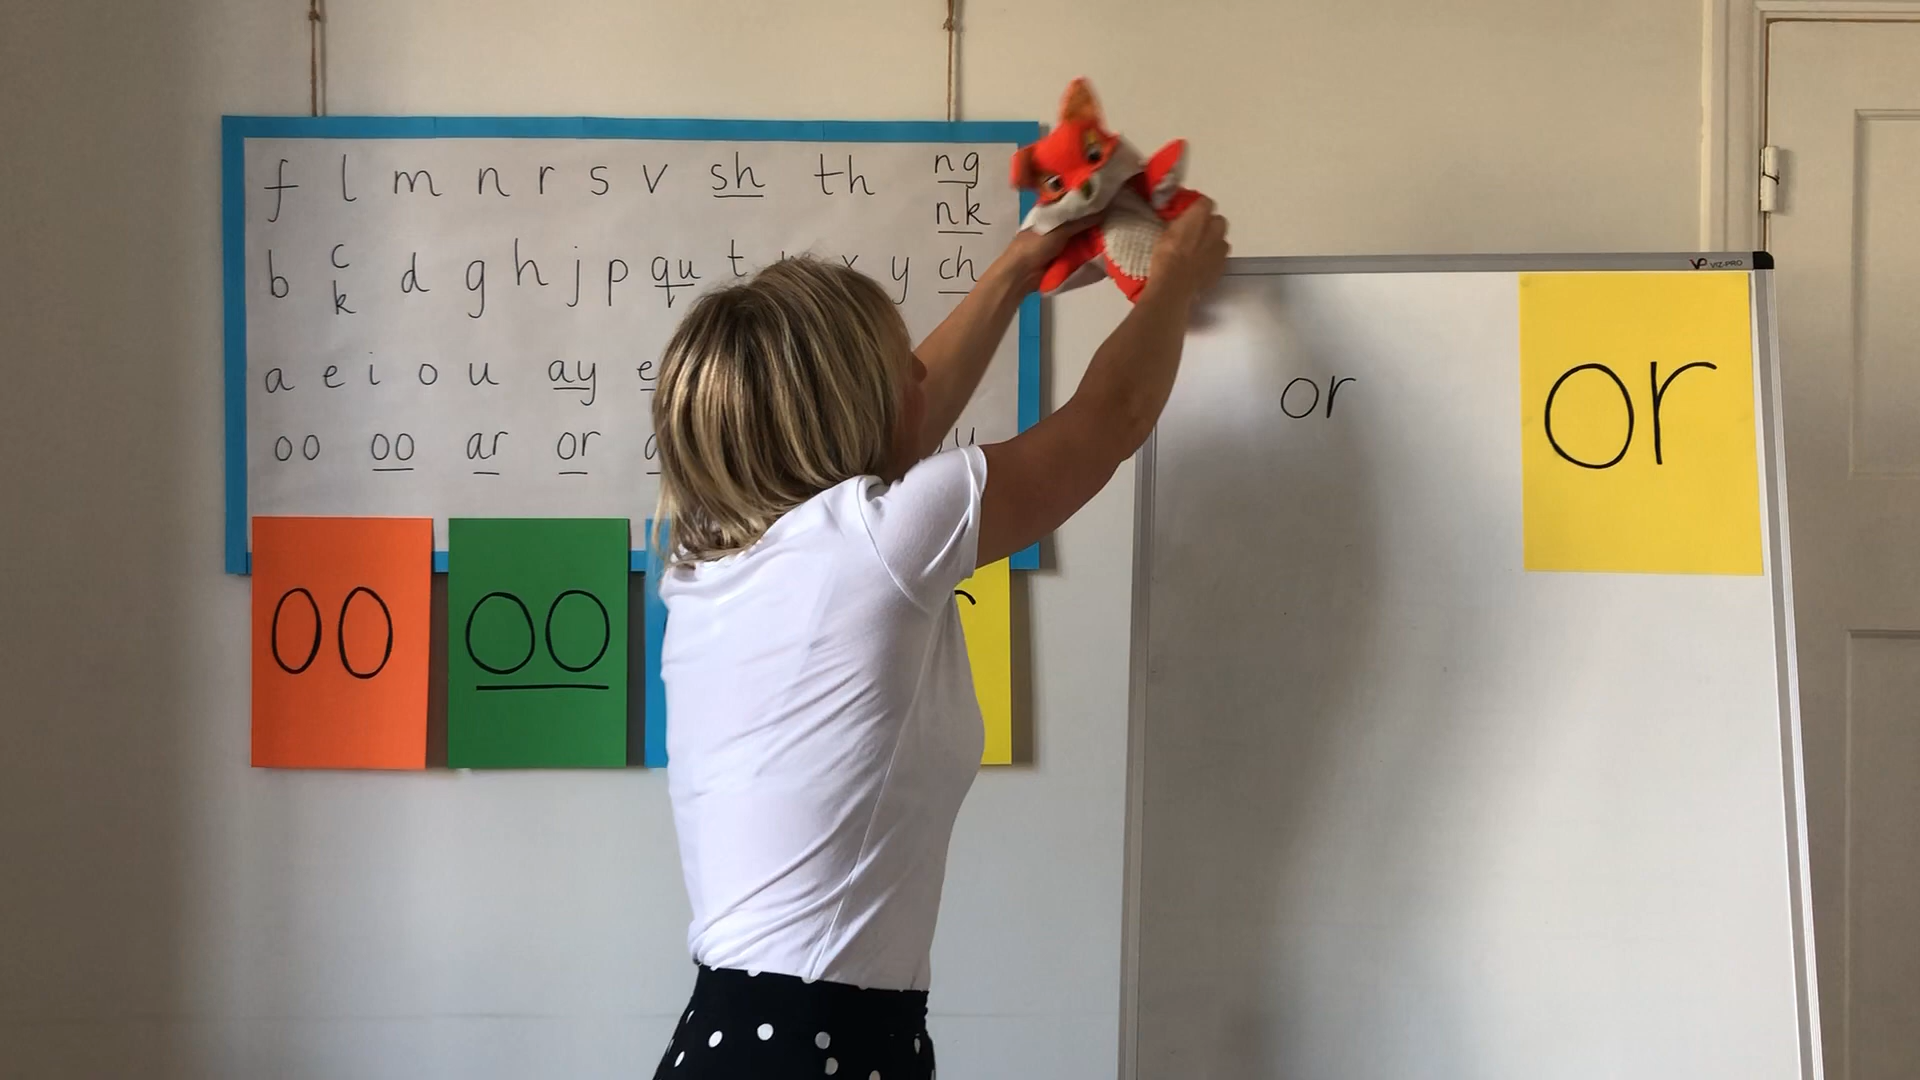 f l m n r s v sh th ng
nk
b c k d g h j p qu t x y ch
a e i o u ay
oo oo ar or
oo
oo
or
or
VIZ-PRO